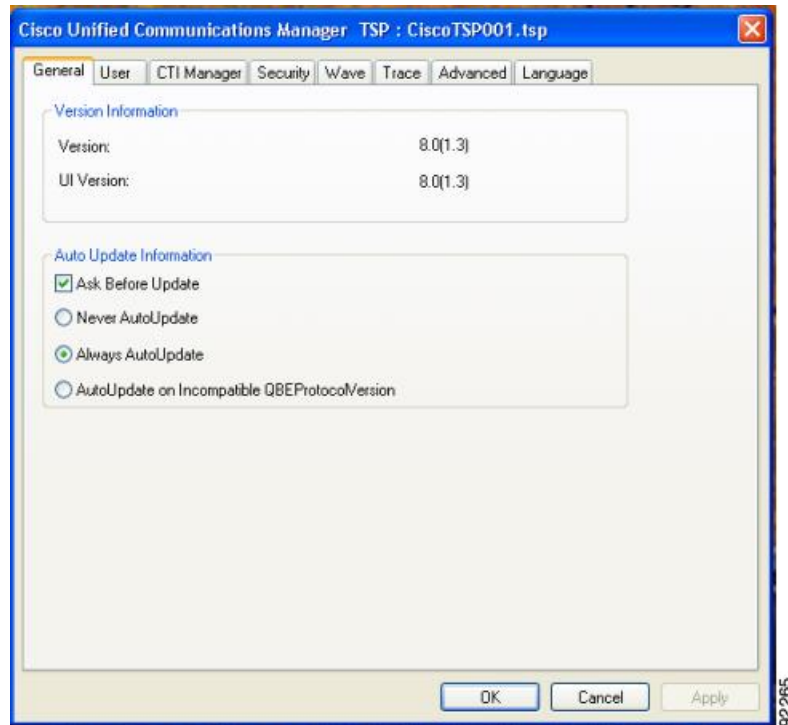 Cisco Unified Communications Manager TSP : CiscoTSP001.tsp
General User CTI Manager Security Wave Trace Advanced Language
Version Information
Version: 8.0(1.3)
UI Version: 8.0(1.3)
Auto Update Information
Ask Before Update
Never AutoUpdate
Always AutoUpdate
AutoUpdate on Incompatible QBEProtocolVersion
OK Cancel Apply